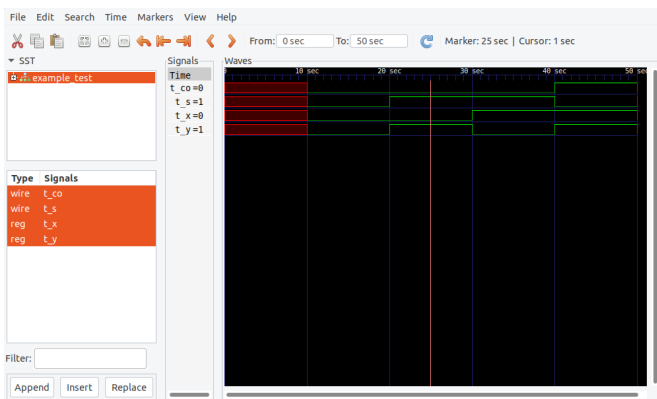 File Edit Search Time Markers View Help
From: 0 sec To: 50 sec Marker: 25 sec | Cursor: 1 sec
SST
example_test
Type Signals
wire t_co
wire t_s
reg t_x
reg t_y
Filter:
Append Insert Replace
Signals
Time
t_co=0
t_s=1
t_x=0
t_y=1
Waves
10 sec 20 sec 30 sec 40 sec 50 sec